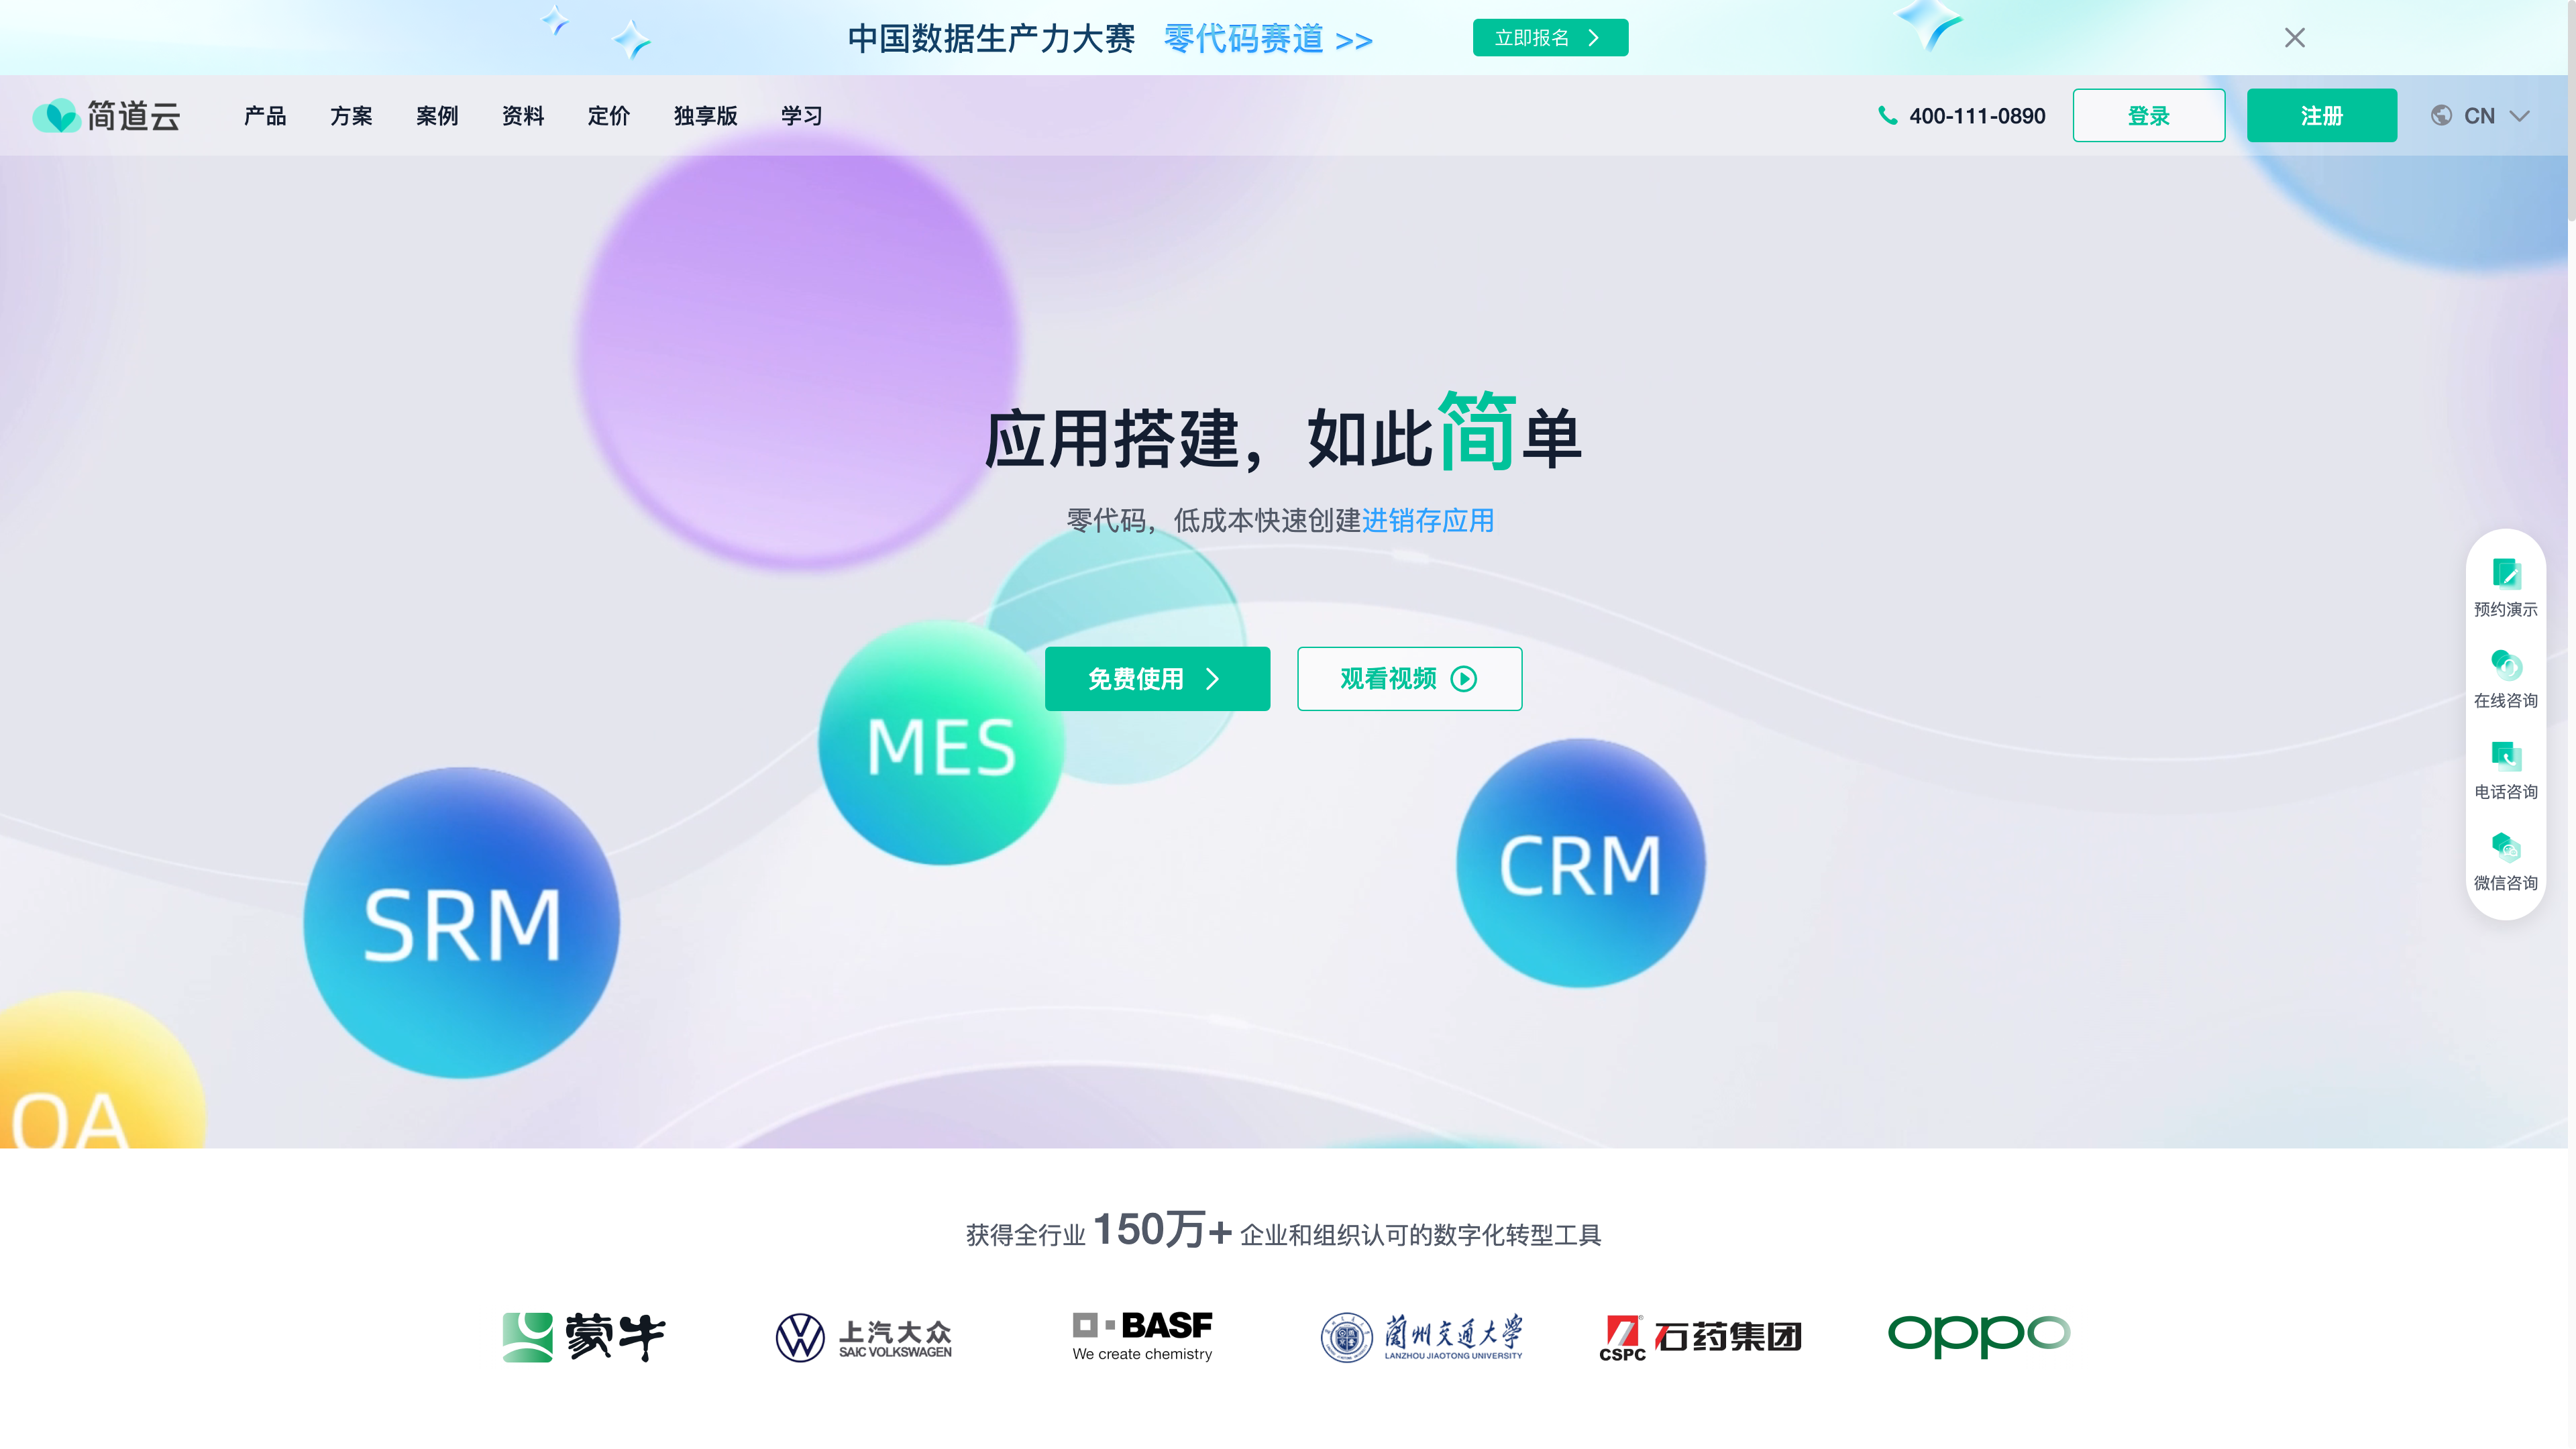 中国数据生产力大赛 零代码赛道 >> 立即报名
简道云 产品 方案 案例 资料 定价 独享版 学习 400-111-0890 登录 注册 CN
应用搭建，如此简单
零代码，低成本快速创建进销存应用
免费使用 观看视频
MES
CRM
SRM
OA
预约演示
在线咨询
电话咨询
微信咨询
获得全行业 150万+ 企业和组织认可的数字化转型工具
蒙牛
上汽大众
SAIC VOLKSWAGEN
BASF
We create chemistry
蘭州交通大学
LANZHOU JIAOTONG UNIVERSITY
CSPC 石药集团
oppo